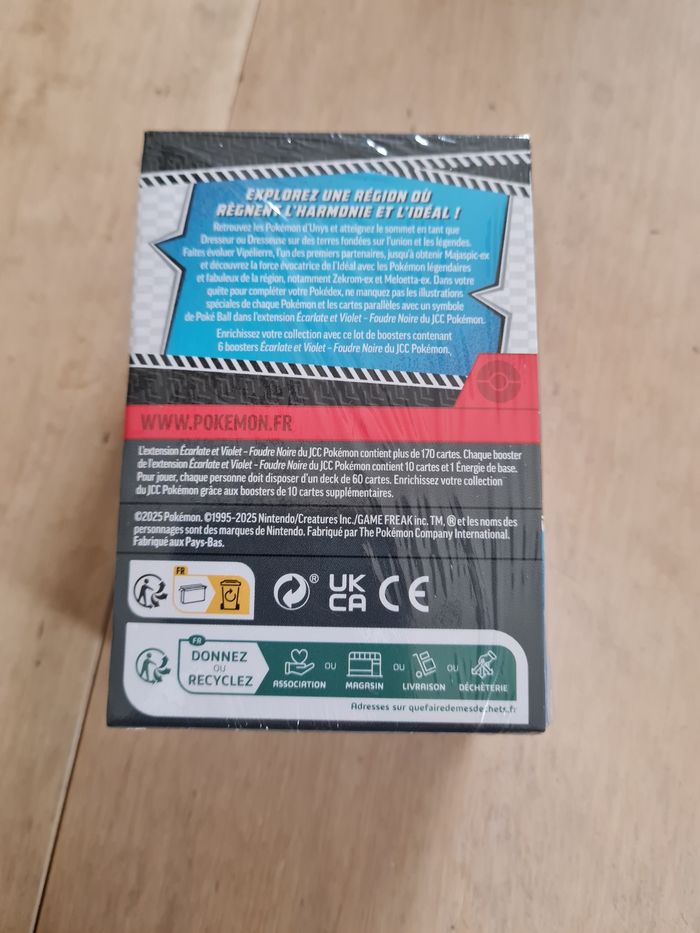 EXPLOREZ UNE RÉGION OÙ
RÈGNENT L'HARMONIE ET L'IDÉAL !
Retrouvez les Pokémon d'Unys et atteignez le sommet en tant que
Dresseur ou Dresseuse sur des terres fondées sur l'union et les légendes.
Faites évoluer Vipélierre, l'un des premiers partenaires, jusqu'à obtenir Majaspic-ex
et découvrez la force évocatrice de l'Idéal avec les Pokémon légendaires
et fabuleux de la région, notamment Zekrom-ex et Meloetta-ex. Dans votre
quête pour compléter votre Pokédex, ne manquez pas les illustrations
spéciales de chaque Pokémon et les cartes parallèles avec un symbole
de Poké Ball dans l'extension Écarlate et Violet – Foudre Noire du JCC Pokémon.
Enrichissez votre collection avec ce lot de boosters contenant
6 boosters Écarlate et Violet – Foudre Noire du JCC Pokémon.
WWW.POKEMON.FR
L'extension Écarlate et Violet – Foudre Noire du JCC Pokémon contient plus de 170 cartes. Chaque booster
de l'extension Écarlate et Violet – Foudre Noire du JCC Pokémon contient 10 cartes et 1 Énergie de base.
Pour jouer, chaque personne doit disposer d'un deck de 60 cartes. Enrichissez votre collection
du JCC Pokémon grâce aux boosters de 10 cartes supplémentaires.
©2025 Pokémon. ©1995–2025 Nintendo/Creatures Inc./GAME FREAK inc. TM, ® et les noms des
personnages sont des marques de Nintendo. Fabriqué par The Pokémon Company International.
Fabriqué aux Pays-Bas.
FR
® UK CA CE
FR
DONNEZ
OU
RECYCLEZ
ASSOCIATION OU MAGASIN OU LIVRAISON OU DÉCHÈTERIE
Adresses sur quefairedemesdechets.fr